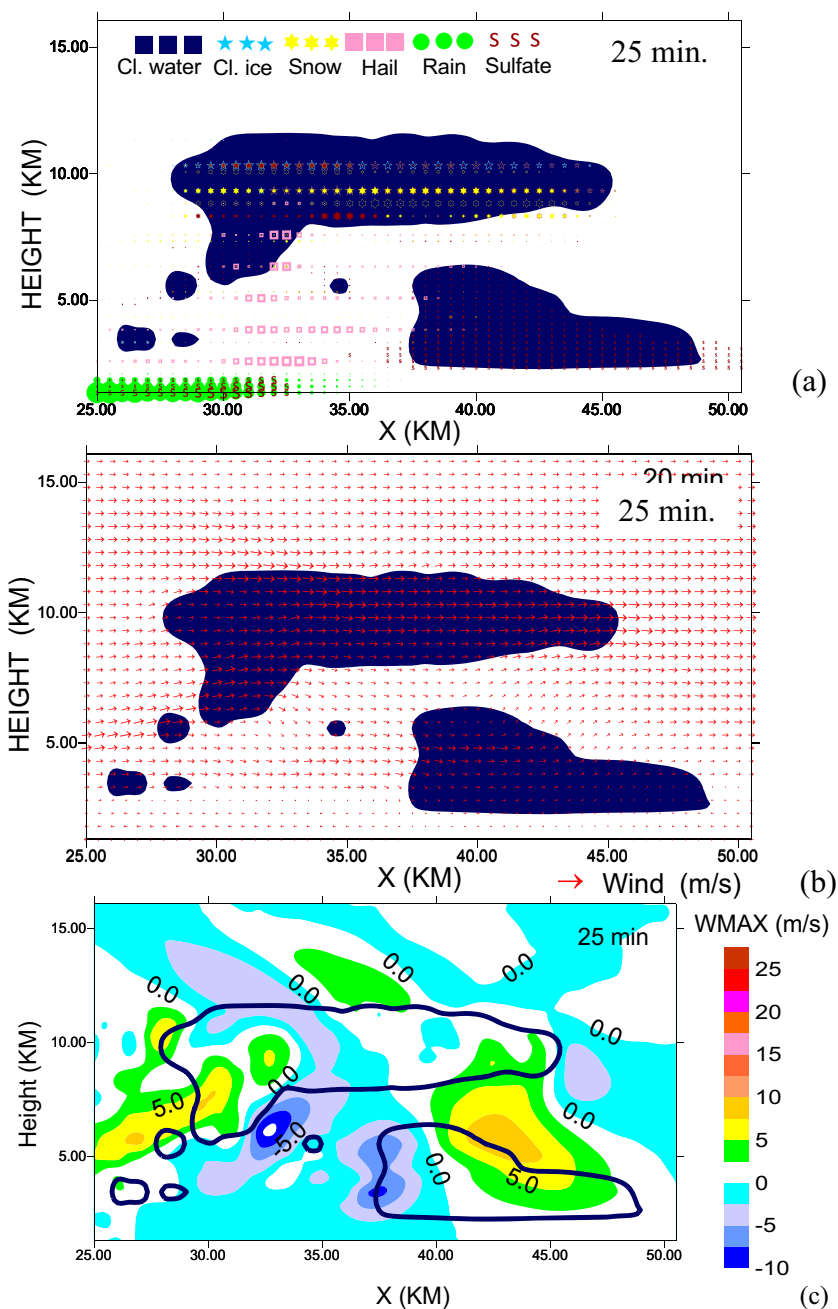 15.00
10.00
5.00
HEIGHT (KM)
S S S
Cl. water Cl. ice Snow Hail Rain Sulfate
25 min.
25.00 30.00 35.00 40.00 45.00 50.00
X (KM)
(a)
15.00
10.00
5.00
HEIGHT (KM)
20 min
25 min.
25.00 30.00 35.00 40.00 45.00 50.00
X (KM)
Wind (m/s)
(b)
15.00
10.00
5.00
Height (KM)
25 min
0.0
0.0
0.0
0.0
0.0
0.0
0.0
0.0
5.0
-5.0
5.0
25.00 30.00 35.00 40.00 45.00 50.00
X (KM)
WMAX (m/s)
25
20
15
10
5
0
-5
-10
(c)